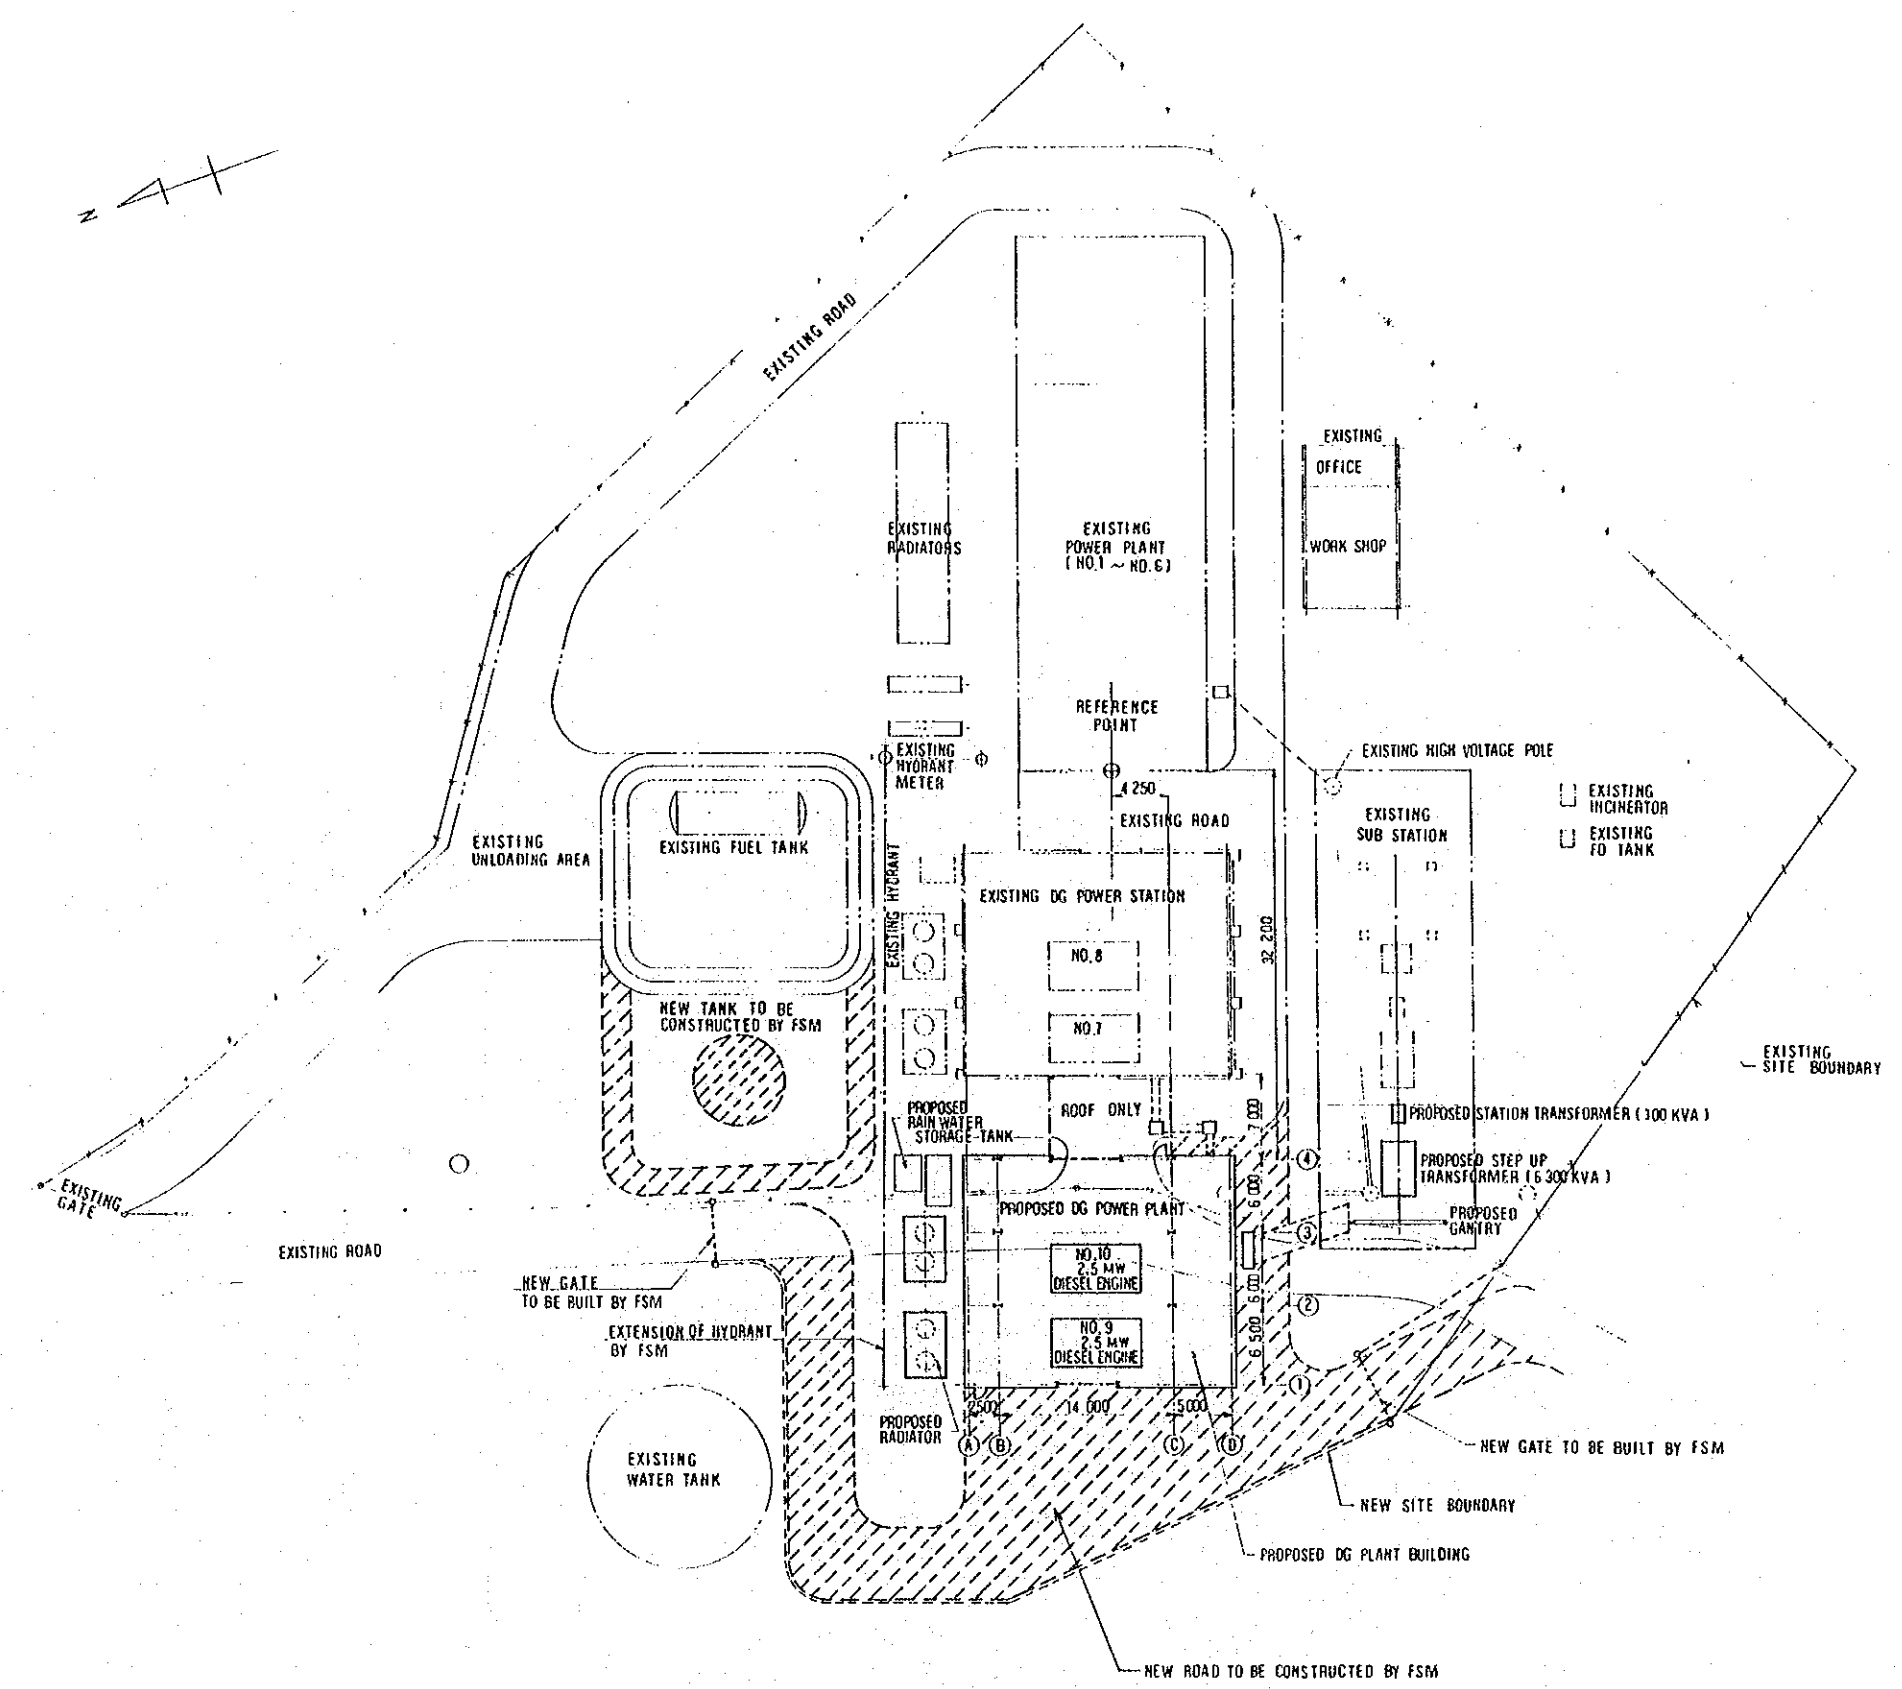 N
EXISTING ROAD
EXISTING
OFFICE
WORK SHOP
EXISTING
RADIATORS
EXISTING
POWER PLANT
(NO.1 ~ NO.6)
REFERENCE
POINT
EXISTING
HYDRANT
METER
EXISTING HIGH VOLTAGE POLE
4 250
EXISTING ROAD
EXISTING
SUB STATION
EXISTING
INCINERTOR
EXISTING
FO TANK
EXISTING
UNLOADING AREA
EXISTING FUEL TANK
EXISTING HYDRANT
EXISTING DG POWER STATION
32 200
NO.8
NO.7
NEW TANK TO BE
CONSTRUCTED BY FSM
EXISTING
SITE BOUNDARY
PROPOSED
RAIN WATER
STORAGE TANK
ROOF ONLY
7 000
PROPOSED STATION TRANSFORMER (300 KVA)
4
PROPOSED STEP UP
TRANSFORMER (6 300 KVA)
EXISTING
GATE
6 000
PROPOSED DG POWER PLANT
PROPOSED
GANTRY
3
EXISTING ROAD
NO.10
2.5 MW
DIESEL ENGINE
NEW GATE
TO BE BUILT BY FSM
6 000
2
EXTENSION OF HYDRANT
BY FSM
NO.9
2.5 MW
DIESEL ENGINE
6 500
1
2500
14 000
5000
PROPOSED
RADIATOR
A
B
C
D
EXISTING
WATER TANK
NEW GATE TO BE BUILT BY FSM
NEW SITE BOUNDARY
PROPOSED DG PLANT BUILDING
NEW ROAD TO BE CONSTRUCTED BY FSM